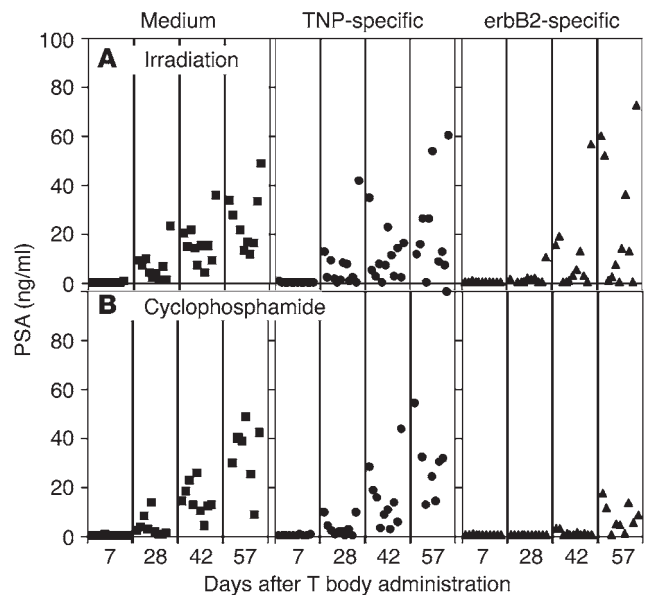 Medium TNP-specific erbB2-specific
100
A Irradiation
80
60
40
20
0
B Cyclophosphamide
80
60
40
20
0
7 28 42 57 7 28 42 57 7 28 42 57
PSA (ng/ml)
Days after T body administration